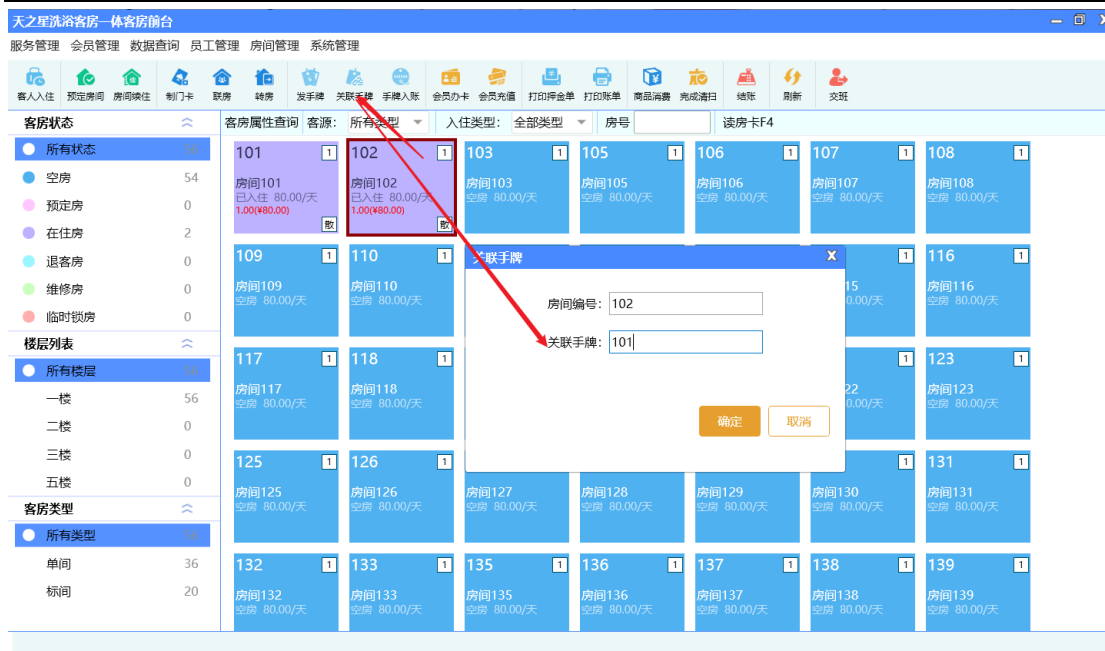 天之星洗浴客房一体客房前台
服务管理 会员管理 数据查询 员工管理 房间管理 系统管理
客人入住 预定房间 房间续住 制门卡 联房 转房 发手牌 关联手牌 手牌入账 会员办卡 会员充值 打印押金单 打印账单 商品消费 完成清扫 结账 刷新 交班
客房状态
所有状态 56
空房 54
预定房 0
在住房 2
退客房 0
维修房 0
临时锁房 0
楼层列表
所有楼层 56
一楼 56
二楼 0
三楼 0
五楼 0
客房类型
所有类型 56
单间 36
标间 20
客房属性查询 客源: 所有类型 入住类型: 全部类型 房号 读房卡F4
101 1 102 1 103 1 105 1 106 1 107 1 108 1
房间101 房间102 房间103 房间105 房间106 房间107 房间108
已入住 80.00/天 已入住 80.00/天 空房 80.00/天 空房 80.00/天 空房 80.00/天 空房 80.00/天 空房 80.00/天
1.00(¥80.00) 1.00(¥80.00)
散 散
109 1 110 1 1 116 1
房间109 房间110 15 房间116
空房 80.00/天 空房 80.00/天 0.00/天 空房 80.00/天
117 1 118 1 1 123 1
房间117 房间118 22 房间123
空房 80.00/天 空房 80.00/天 0.00/天 空房 80.00/天
125 1 126 1 1 131 1
房间125 房间126 房间127 房间128 房间129 房间130 房间131
空房 80.00/天 空房 80.00/天 空房 80.00/天 空房 80.00/天 空房 80.00/天 空房 80.00/天 空房 80.00/天
132 1 133 1 135 1 136 1 137 1 138 1 139 1
房间132 房间133 房间135 房间136 房间137 房间138 房间139
空房 80.00/天 空房 80.00/天 空房 80.00/天 空房 80.00/天 空房 80.00/天 空房 80.00/天 空房 80.00/天
关联手牌 X
房间编号: 102
关联手牌: 101
确定 取消